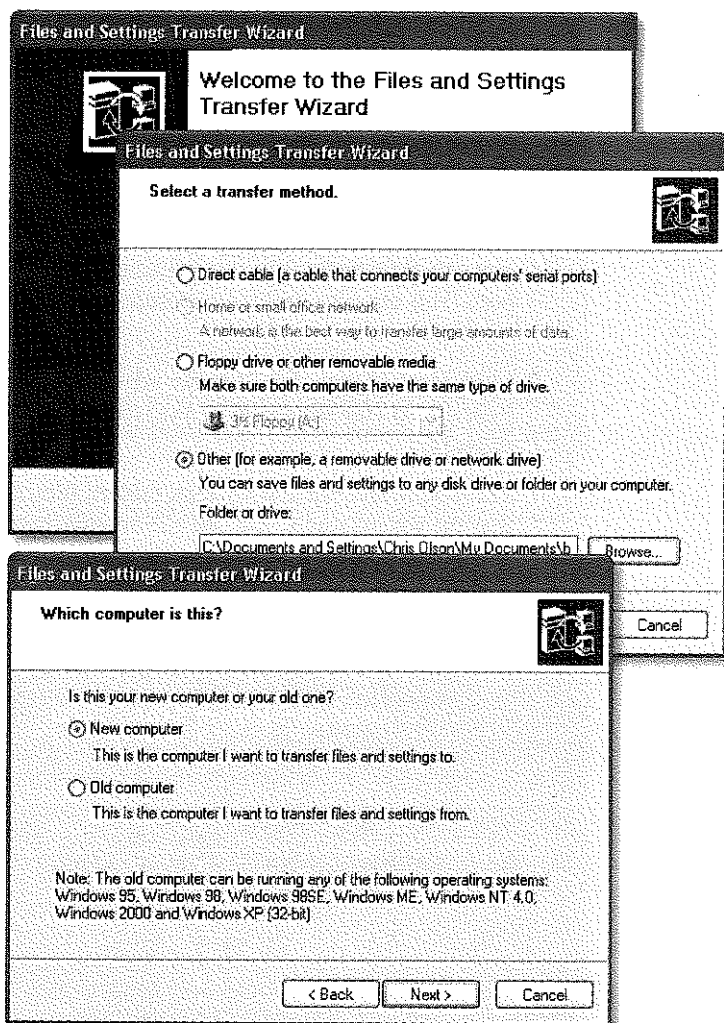 Files and Settings Transfer Wizard
Welcome to the Files and Settings
Transfer Wizard
Files and Settings Transfer Wizard
Select a transfer method.
Direct cable (a cable that connects your computers' serial ports)
Home or small office network
A network is the best way to transfer large amounts of data.
Floppy drive or other removable media
Make sure both computers have the same type of drive.
3½ Floppy (A:)
Other (for example, a removable drive or network drive)
You can save files and settings to any disk drive or folder on your computer.
Folder or drive:
C:\Documents and Settings\Chris Olson\My Documents\b
Browse...
Cancel
Files and Settings Transfer Wizard
Which computer is this?
Is this your new computer or your old one?
New computer
This is the computer I want to transfer files and settings to.
Old computer
This is the computer I want to transfer files and settings from.
Note: The old computer can be running any of the following operating systems:
Windows 95, Windows 98, Windows 98SE, Windows ME, Windows NT 4.0,
Windows 2000 and Windows XP (32-bit)
< Back
Next >
Cancel